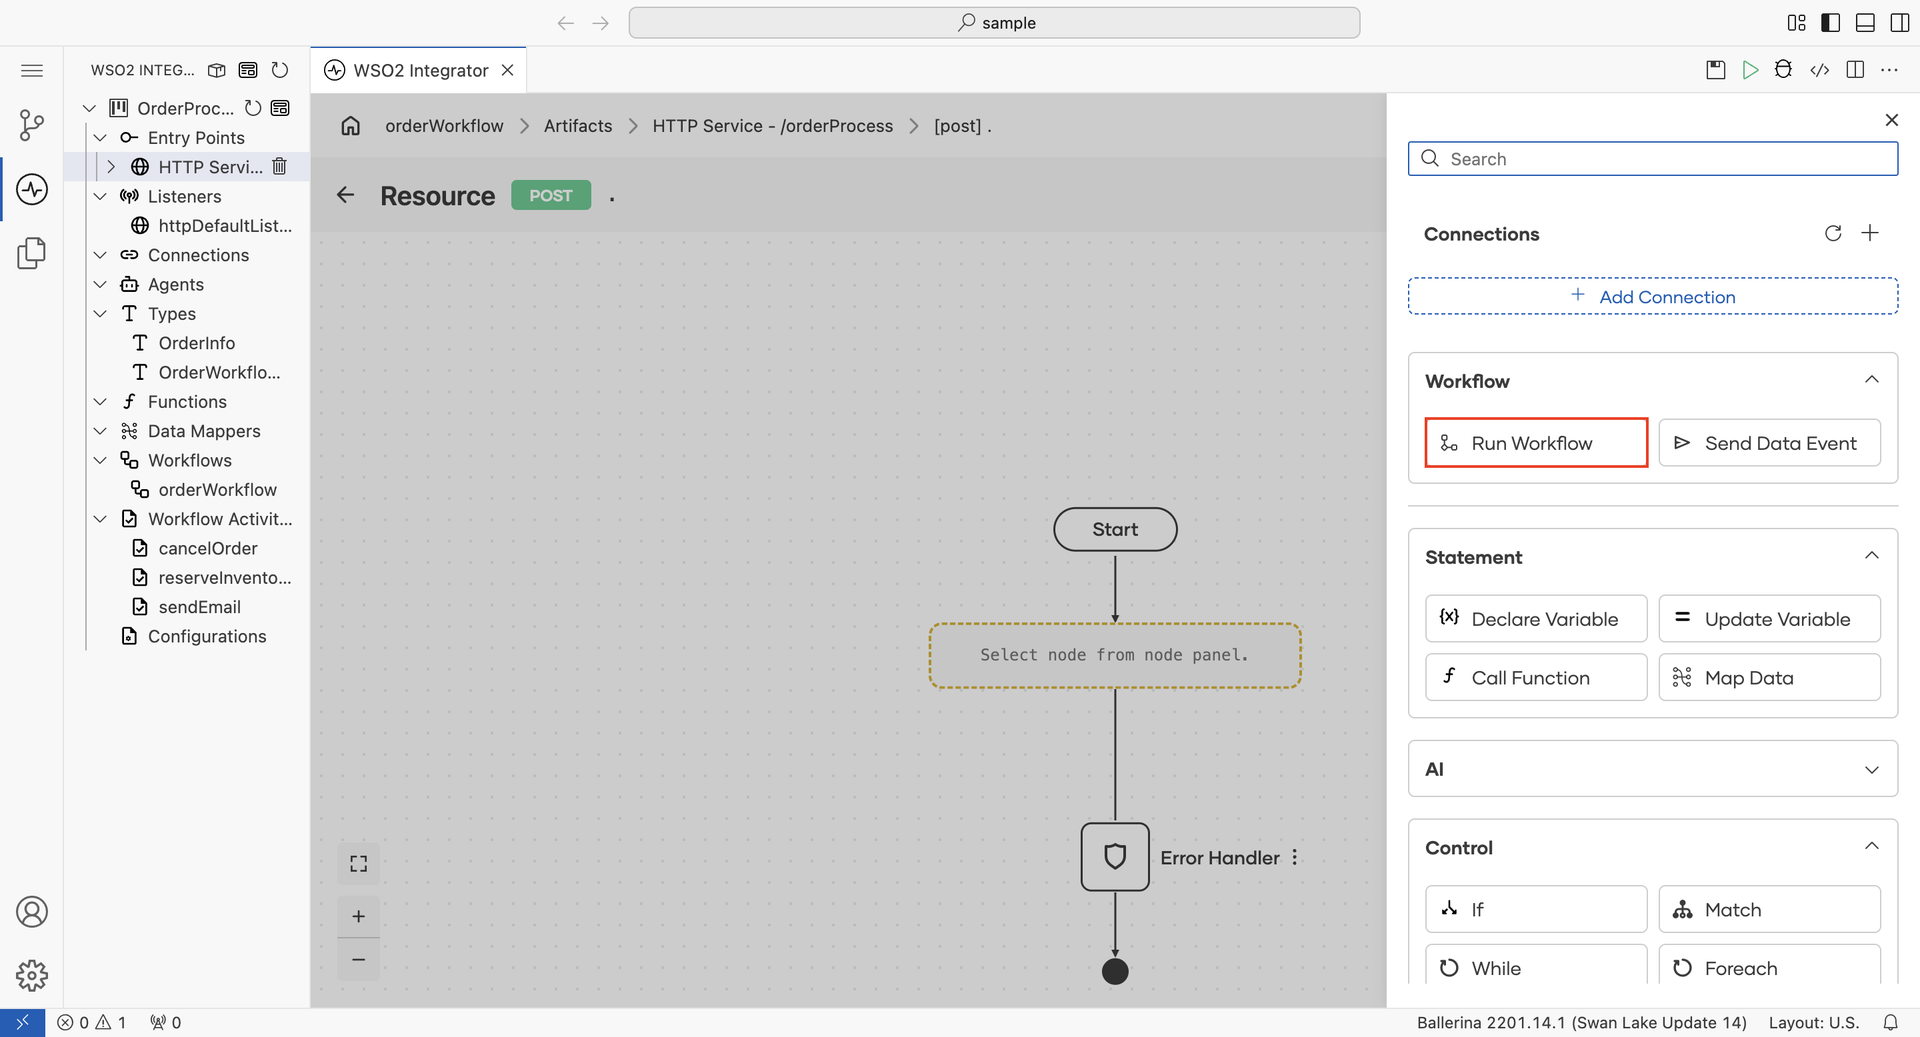 sample
WSO2 INTEG...
WSO2 Integrator
OrderProc...
Entry Points
HTTP Servi...
Listeners
httpDefaultList...
Connections
Agents
Types
OrderInfo
OrderWorkflo...
Functions
Data Mappers
Workflows
orderWorkflow
Workflow Activit...
cancelOrder
reserveInvento...
sendEmail
Configurations
orderWorkflow > Artifacts > HTTP Service - /orderProcess > [post] .
Resource POST .
Start
Select node from node panel.
Error Handler
Search
Connections
+ Add Connection
Workflow
Run Workflow
Send Data Event
Statement
Declare Variable
Update Variable
Call Function
Map Data
AI
Control
If
Match
While
Foreach
0 1 0
Ballerina 2201.14.1 (Swan Lake Update 14) Layout: U.S.